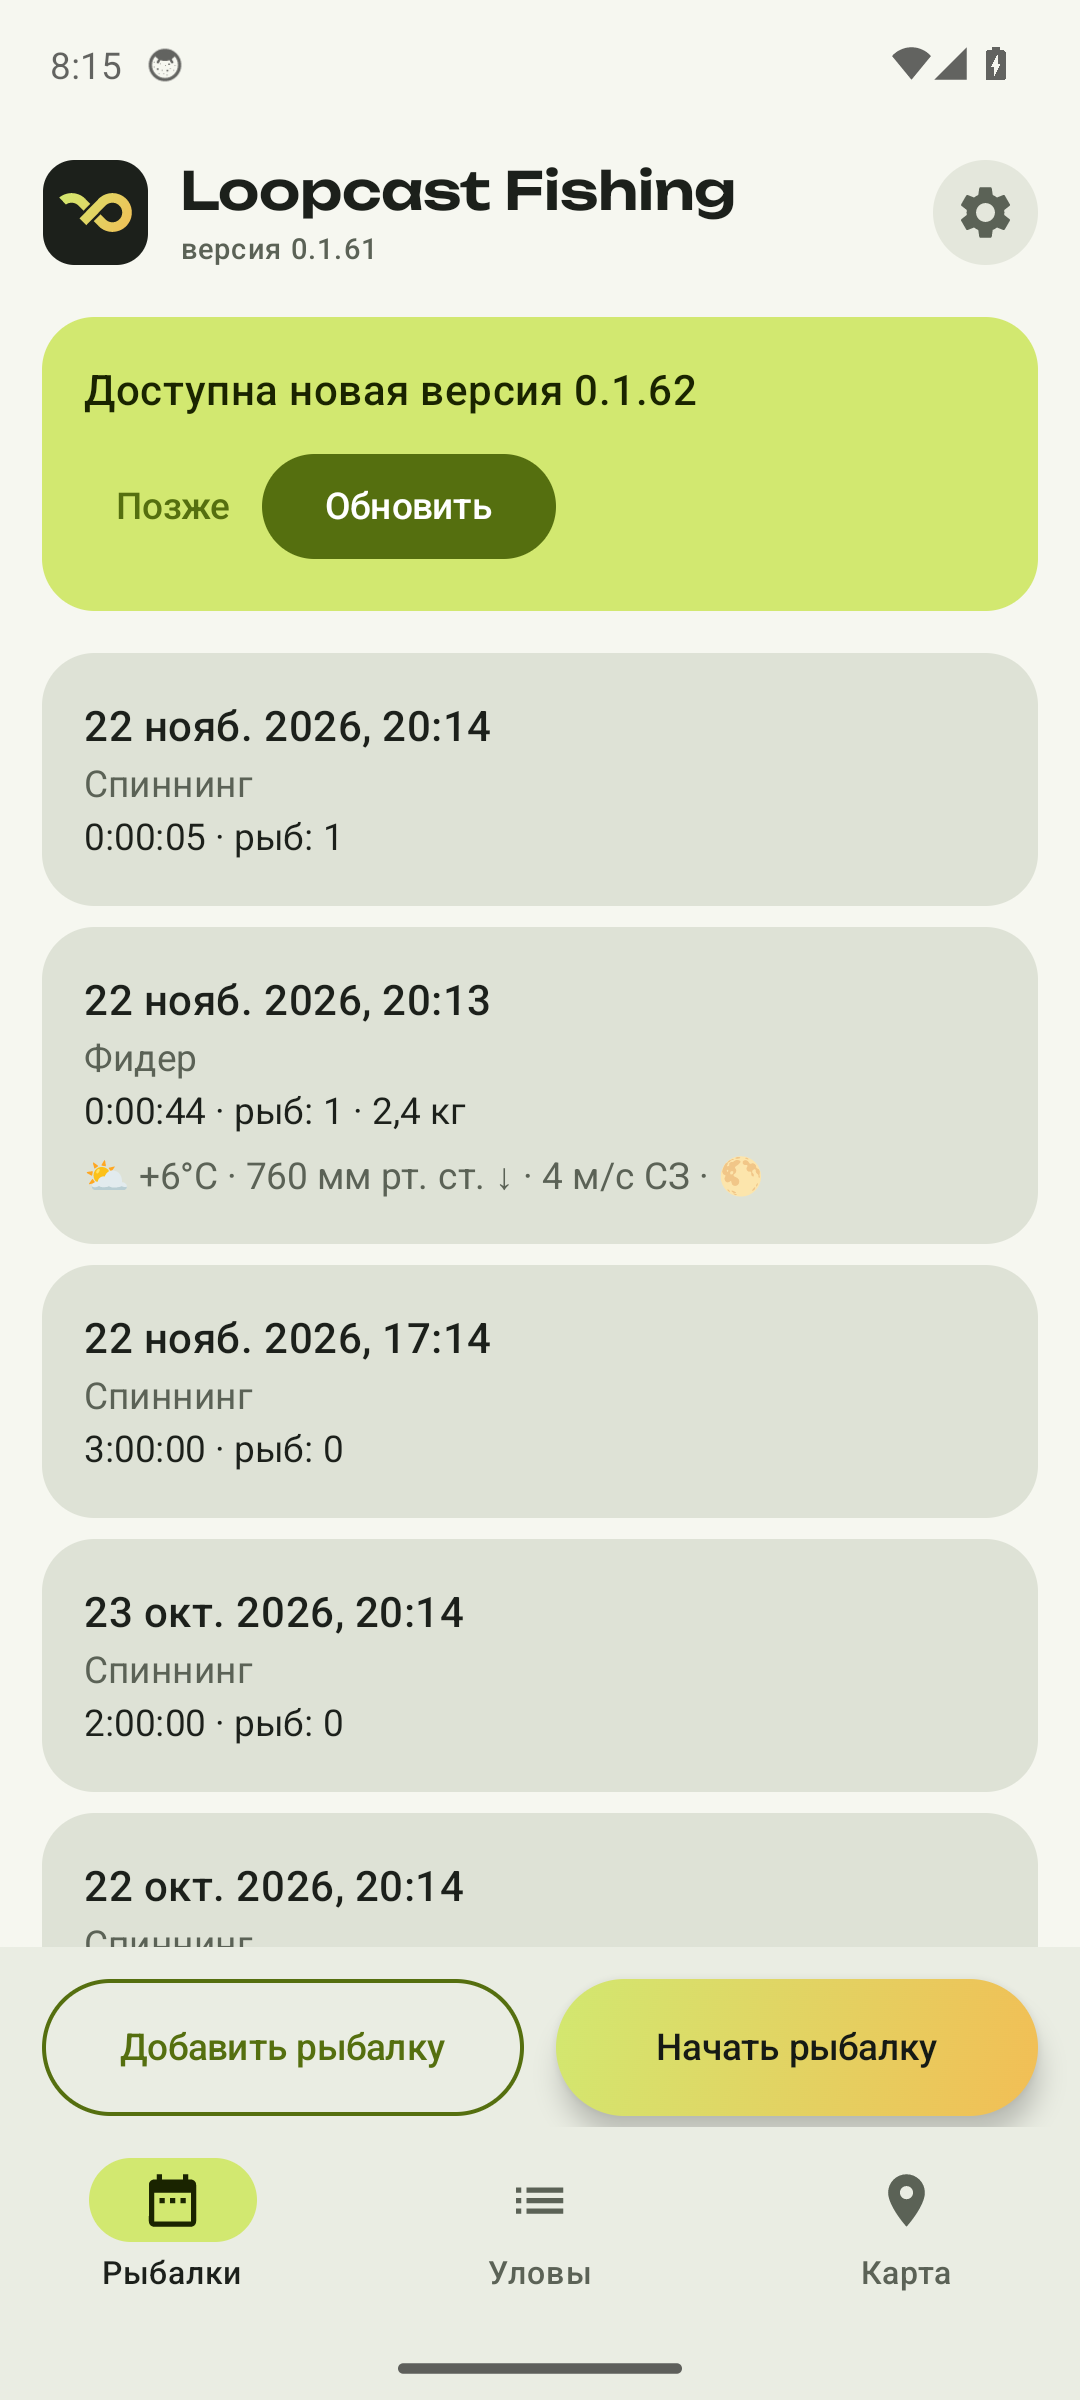 8:15
Loopcast Fishing
версия 0.1.61
Доступна новая версия 0.1.62
Позже
Обновить
22 нояб. 2026, 20:14
Спиннинг
0:00:05 · рыб: 1
22 нояб. 2026, 20:13
Фидер
0:00:44 · рыб: 1 · 2,4 кг
⛅ +6°C · 760 мм рт. ст. ↓ · 4 м/с СЗ · 🌕
22 нояб. 2026, 17:14
Спиннинг
3:00:00 · рыб: 0
23 окт. 2026, 20:14
Спиннинг
2:00:00 · рыб: 0
22 окт. 2026, 20:14
Спиннинг
Добавить рыбалку
Начать рыбалку
Рыбалки
Уловы
Карта